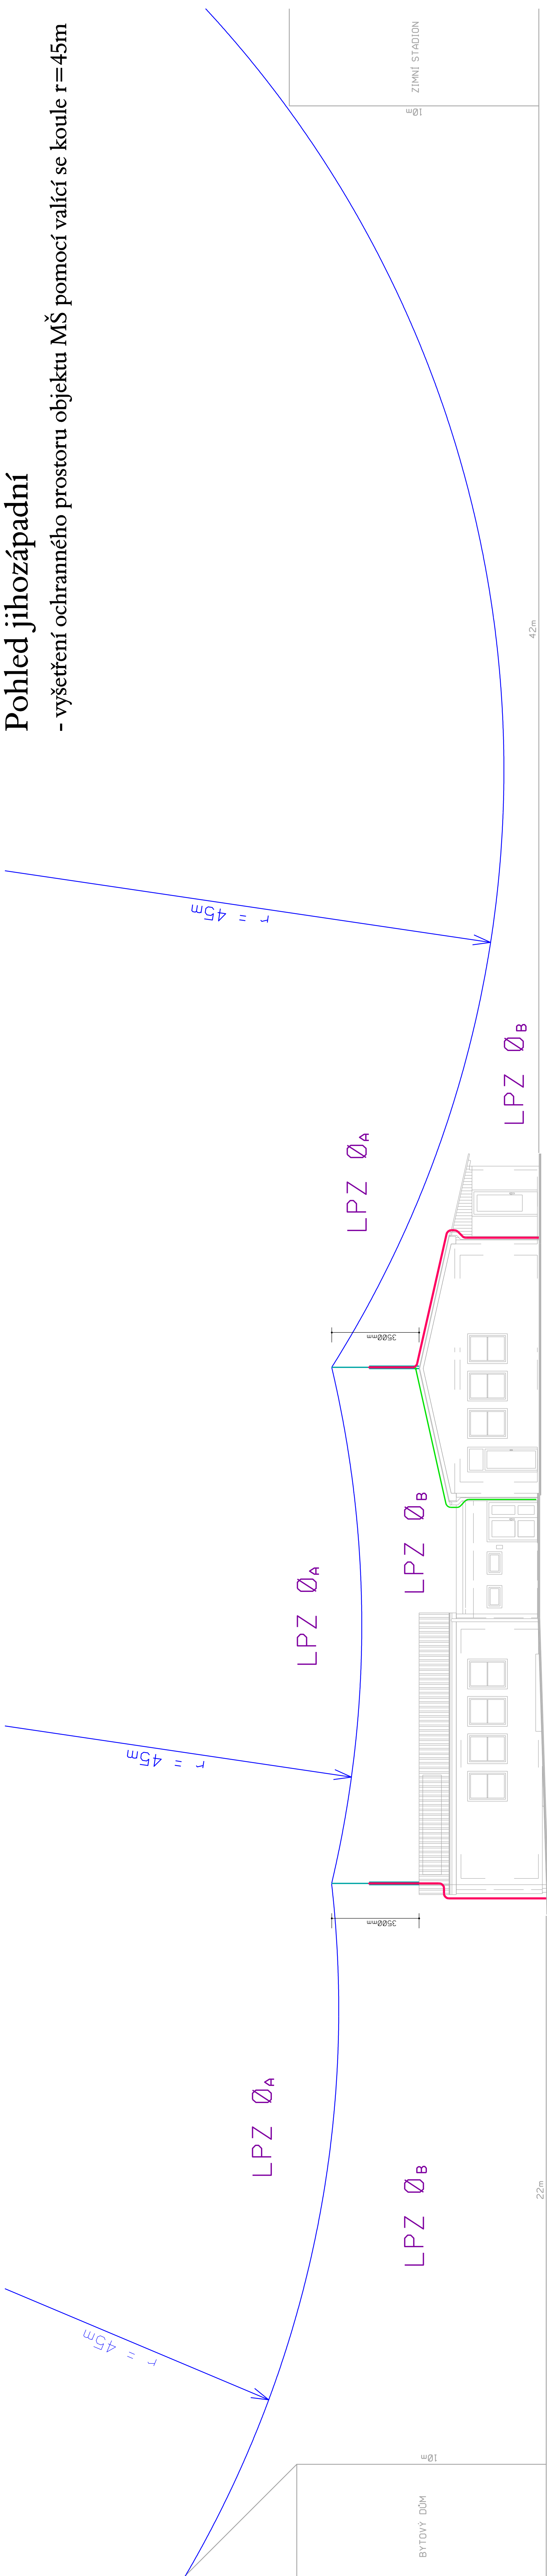 Pohled jihozápadní
- vyšetření ochranného prostoru objektu MŠ pomocí valící se koule r=45m
r = 45m
r = 45m
r = 45m
LPZ 0A
LPZ 0A
LPZ 0A
LPZ 0B
LPZ 0B
LPZ 0B
3500mm
3500mm
BYTOVÝ DŮM
10m
22m
42m
10m
ZIMNÍ STADION